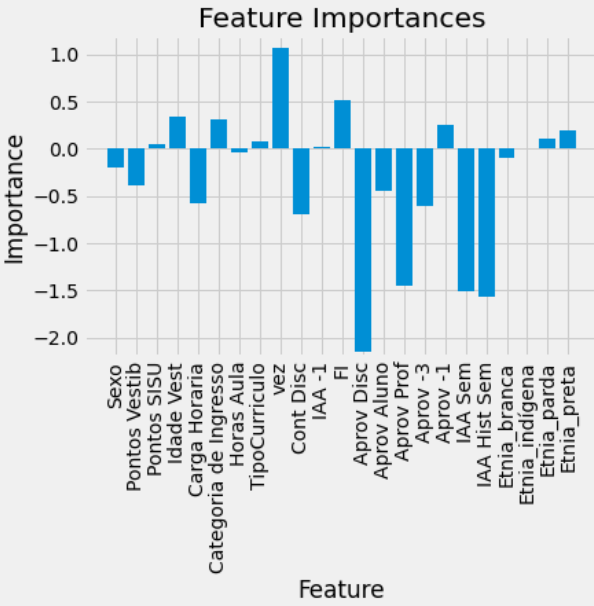 Feature Importances
Importance
1.0
0.5
0.0
−0.5
−1.0
−1.5
−2.0
Sexo
Pontos Vestib
Pontos SISU
Idade Vest
Carga Horaria
Categoria de Ingresso
Horas Aula
TipoCurriculo
vez
Cont Disc
IAA -1
FI
Aprov Disc
Aprov Aluno
Aprov Prof
Aprov -3
Aprov -1
IAA Sem
IAA Hist Sem
Etnia_branca
Etnia_indígena
Etnia_parda
Etnia_preta
Feature